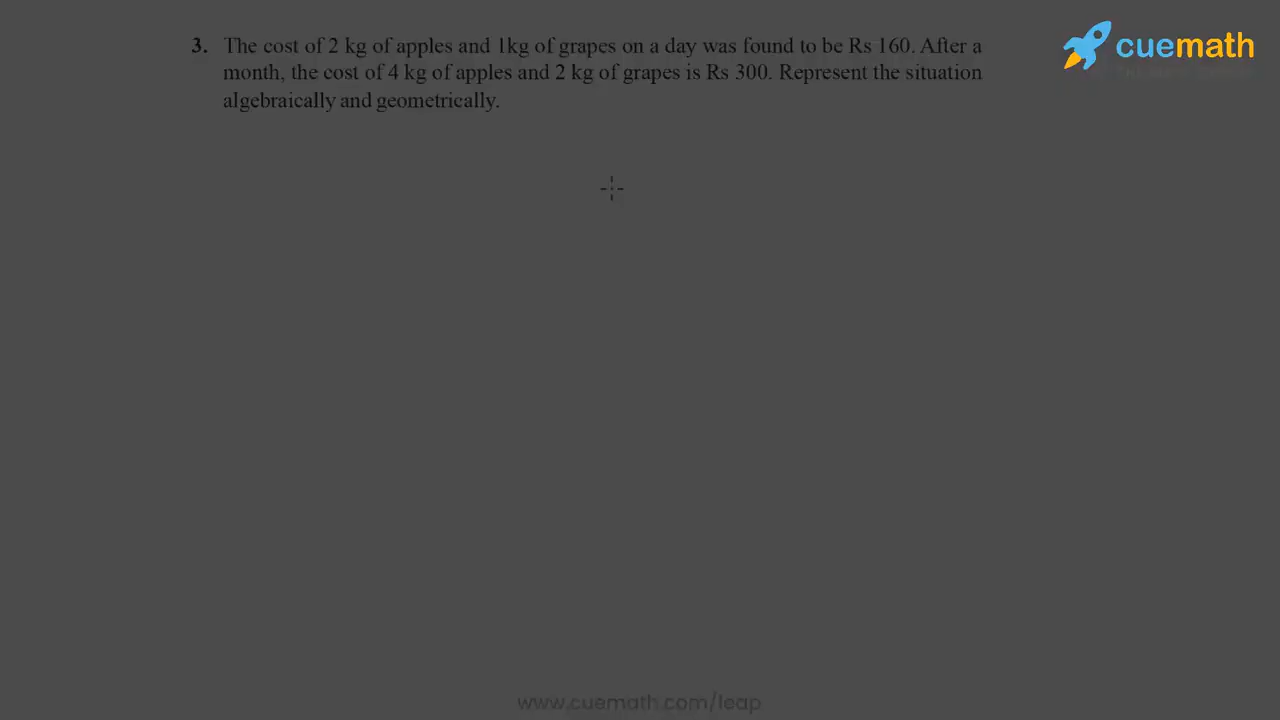 3. The cost of 2 kg of apples and 1kg of grapes on a day was found to be Rs 160. After a
month, the cost of 4 kg of apples and 2 kg of grapes is Rs 300. Represent the situation
algebraically and geometrically.
cuemath
www.cuemath.com/leap